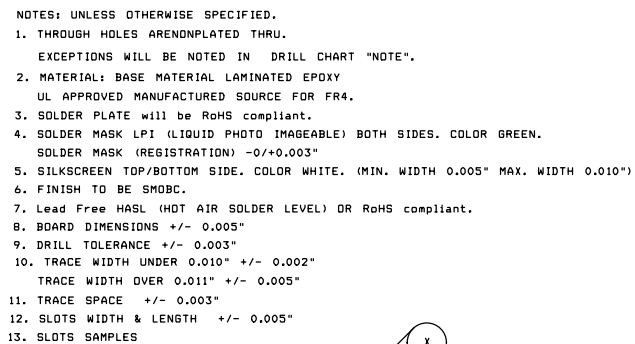 NOTES: UNLESS OTHERWISE SPECIFIED.
1. THROUGH HOLES ARENONPLATED THRU.
EXCEPTIONS WILL BE NOTED IN DRILL CHART "NOTE".
2. MATERIAL: BASE MATERIAL LAMINATED EPOXY
UL APPROVED MANUFACTURED SOURCE FOR FR4.
3. SOLDER PLATE will be RoHS compliant.
4. SOLDER MASK LPI (LIQUID PHOTO IMAGEABLE) BOTH SIDES. COLOR GREEN.
SOLDER MASK (REGISTRATION) -0/+0.003"
5. SILKSCREEN TOP/BOTTOM SIDE. COLOR WHITE. (MIN. WIDTH 0.005" MAX. WIDTH 0.010")
6. FINISH TO BE SMOBC.
7. Lead Free HASL (HOT AIR SOLDER LEVEL) OR RoHS compliant.
8. BOARD DIMENSIONS +/- 0.005"
9. DRILL TOLERANCE +/- 0.003"
10. TRACE WIDTH UNDER 0.010" +/- 0.002"
TRACE WIDTH OVER 0.011" +/- 0.005"
11. TRACE SPACE +/- 0.003"
12. SLOTS WIDTH & LENGTH +/- 0.005"
13. SLOTS SAMPLES
X